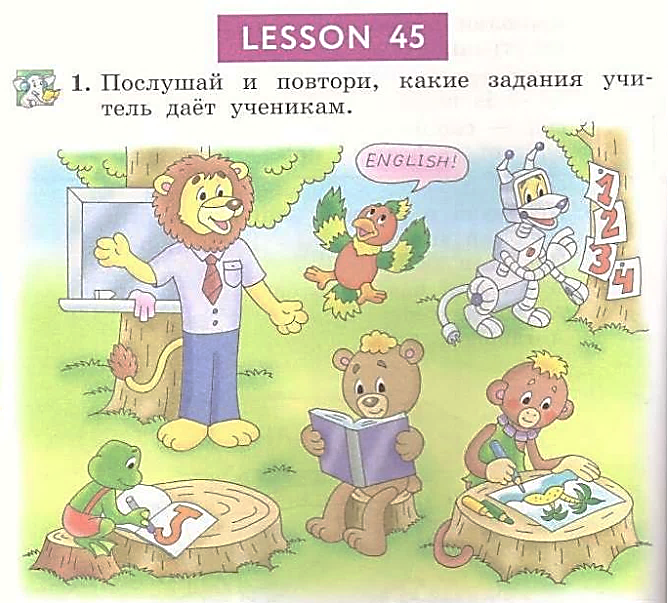 LESSON 45
1. Послушай и повтори, какие задания учи-
тель даёт ученикам.
ENGLISH!
1
2
3
4
J